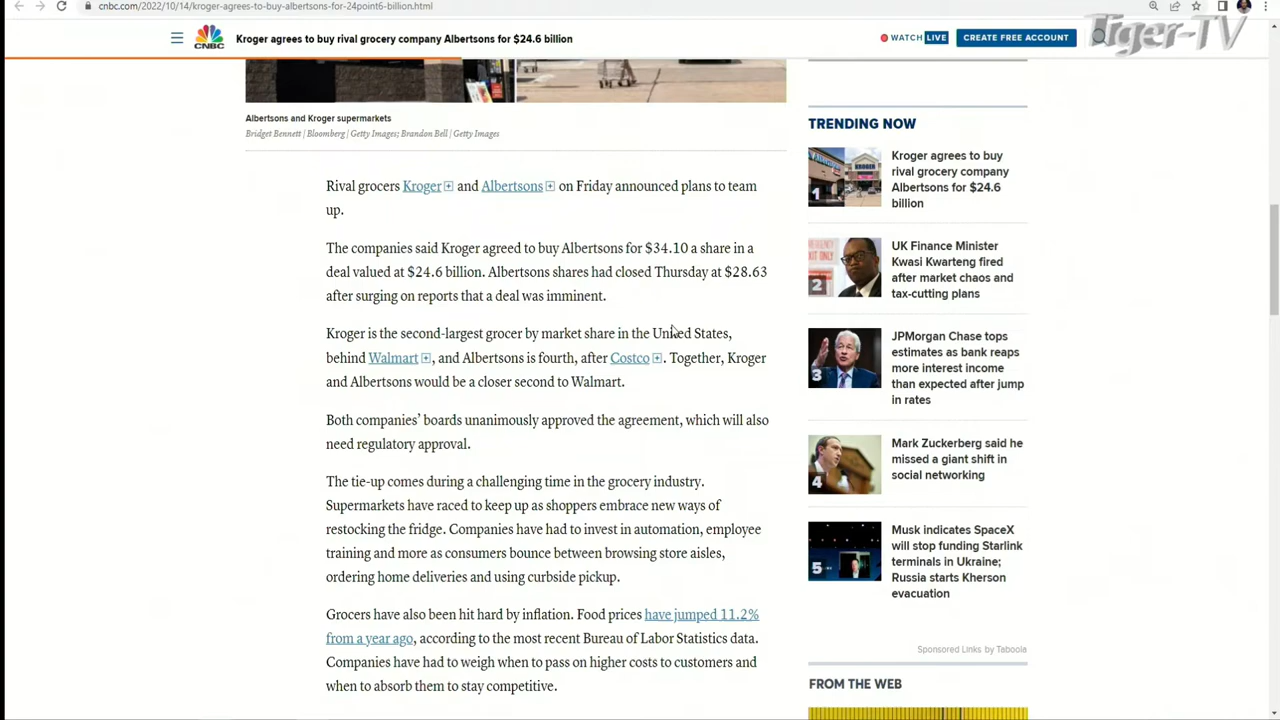 cnbc.com/2022/10/14/kroger-agrees-to-buy-albertsons-for-24point6-billion.html
CNBC
Kroger agrees to buy rival grocery company Albertsons for $24.6 billion
WATCH LIVE
CREATE FREE ACCOUNT
Tiger-TV
Albertsons and Kroger supermarkets
Bridget Bennett | Bloomberg | Getty Images; Brandon Bell | Getty Images
Rival grocers Kroger and Albertsons on Friday announced plans to team
up.
The companies said Kroger agreed to buy Albertsons for $34.10 a share in a
deal valued at $24.6 billion. Albertsons shares had closed Thursday at $28.63
after surging on reports that a deal was imminent.
Kroger is the second-largest grocer by market share in the United States,
behind Walmart, and Albertsons is fourth, after Costco. Together, Kroger
and Albertsons would be a closer second to Walmart.
Both companies' boards unanimously approved the agreement, which will also
need regulatory approval.
The tie-up comes during a challenging time in the grocery industry.
Supermarkets have raced to keep up as shoppers embrace new ways of
restocking the fridge. Companies have had to invest in automation, employee
training and more as consumers bounce between browsing store aisles,
ordering home deliveries and using curbside pickup.
Grocers have also been hit hard by inflation. Food prices have jumped 11.2%
from a year ago, according to the most recent Bureau of Labor Statistics data.
Companies have had to weigh when to pass on higher costs to customers and
when to absorb them to stay competitive.
TRENDING NOW
1
Kroger agrees to buy
rival grocery company
Albertsons for $24.6
billion
2
UK Finance Minister
Kwasi Kwarteng fired
after market chaos and
tax-cutting plans
3
JPMorgan Chase tops
estimates as bank reaps
more interest income
than expected after jump
in rates
4
Mark Zuckerberg said he
missed a giant shift in
social networking
5
Musk indicates SpaceX
will stop funding Starlink
terminals in Ukraine;
Russia starts Kherson
evacuation
Sponsored Links by Taboola
FROM THE WEB